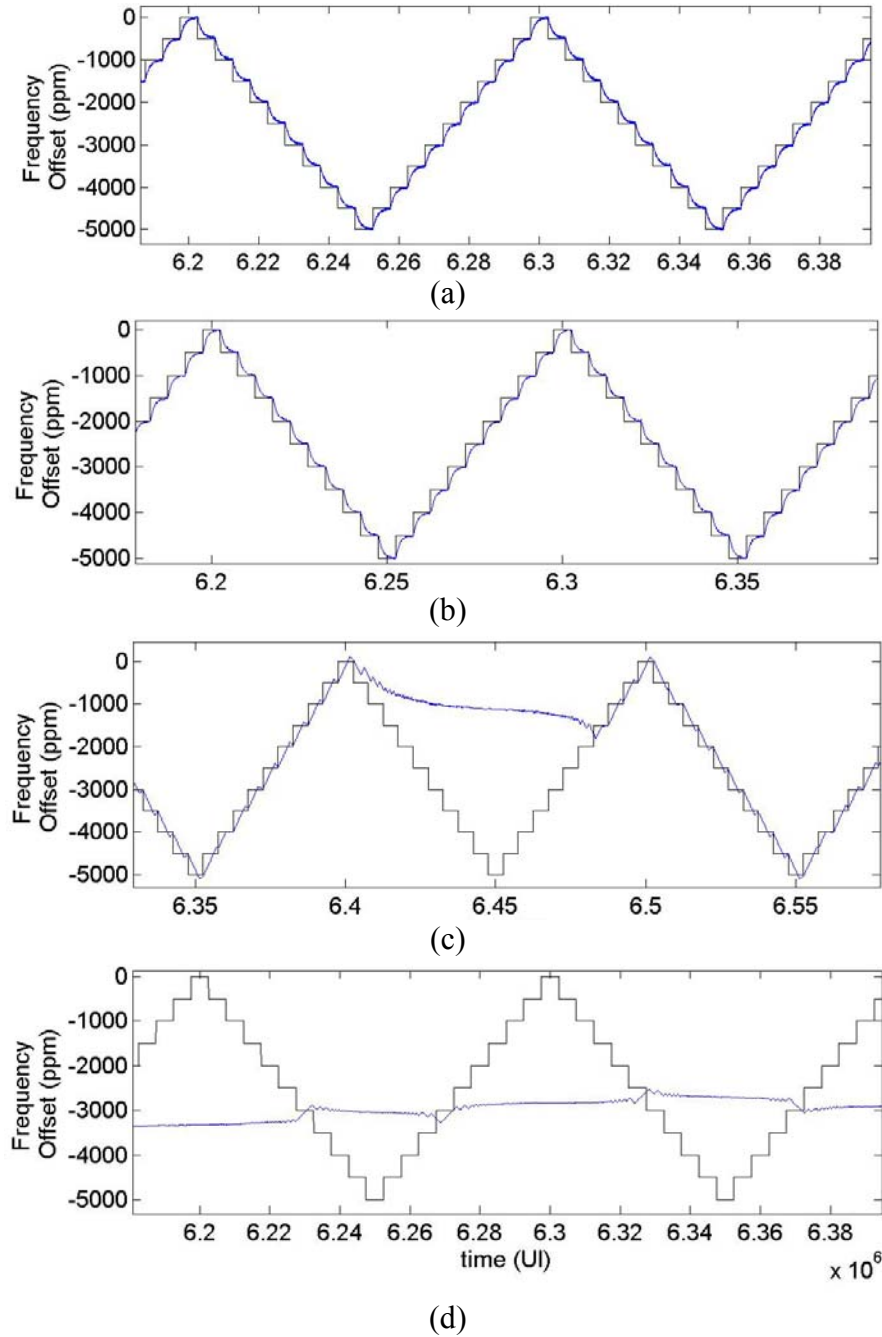 Frequency
Offset (ppm)
0
-1000
-2000
-3000
-4000
-5000
6.2 6.22 6.24 6.26 6.28 6.3 6.32 6.34 6.36 6.38
(a)
Frequency
Offset (ppm)
0
-1000
-2000
-3000
-4000
-5000
6.2 6.25 6.3 6.35
(b)
Frequency
Offset (ppm)
0
-1000
-2000
-3000
-4000
-5000
6.35 6.4 6.45 6.5 6.55
(c)
Frequency
Offset (ppm)
0
-1000
-2000
-3000
-4000
-5000
6.2 6.22 6.24 6.26 6.28 6.3 6.32 6.34 6.36 6.38
time (UI)
x 10⁶
(d)